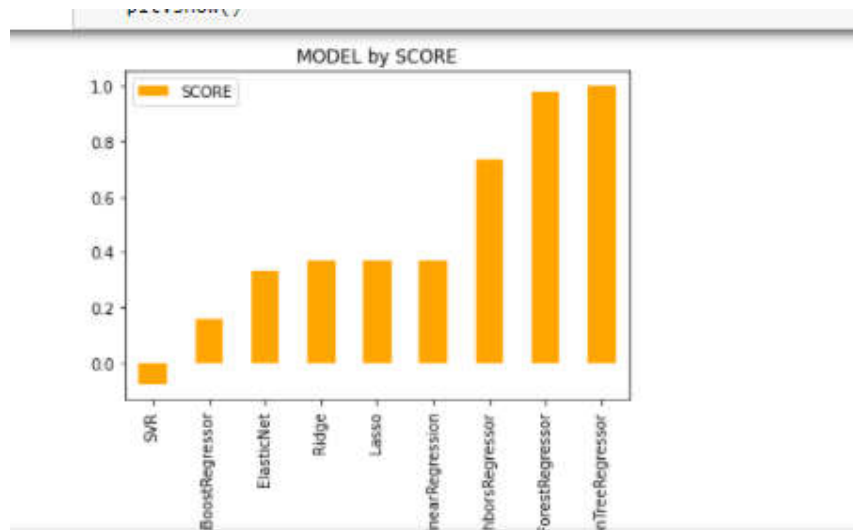 MODEL by SCORE
SCORE
1.0
0.8
0.6
0.4
0.2
0.0
SVR
BoostRegressor
ElasticNet
Ridge
Lasso
nearRegression
hborsRegressor
orestRegressor
nTreeRegressor